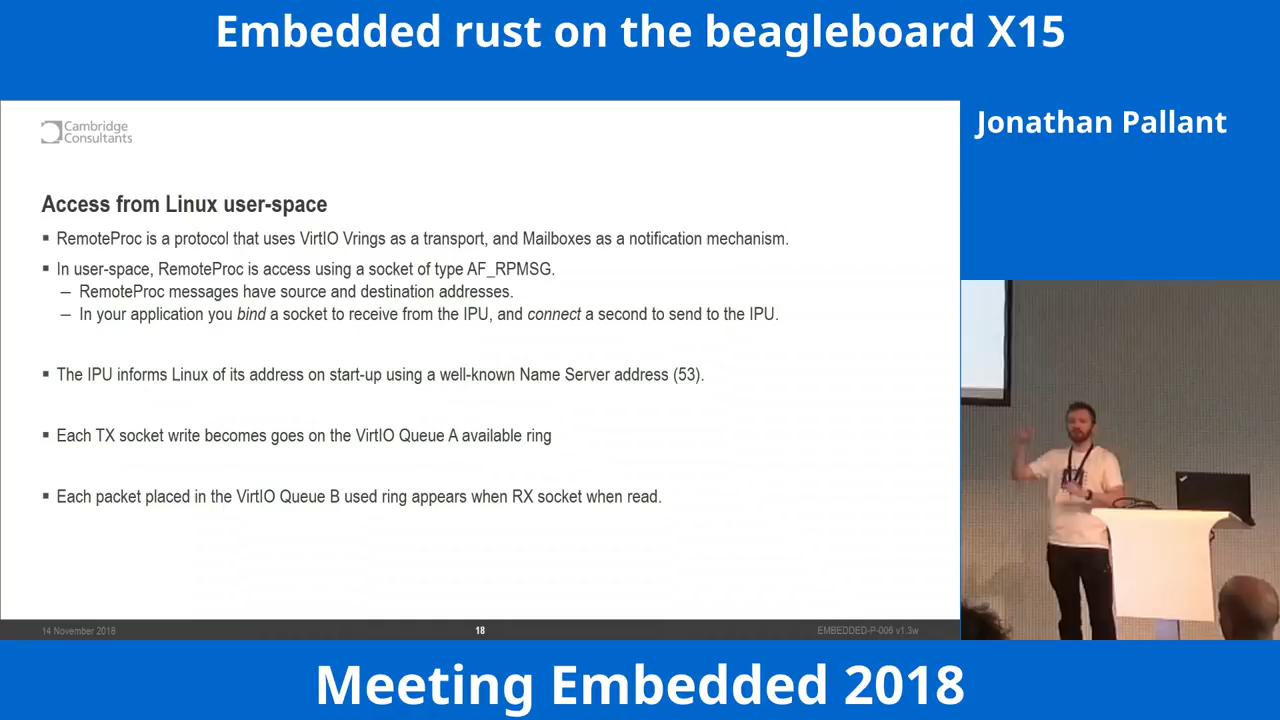 Embedded rust on the beagleboard X15
Jonathan Pallant
Cambridge
Consultants
Access from Linux user-space
▪ RemoteProc is a protocol that uses VirtIO Vrings as a transport, and Mailboxes as a notification mechanism.
▪ In user-space, RemoteProc is access using a socket of type AF_RPMSG.
– RemoteProc messages have source and destination addresses.
– In your application you bind a socket to receive from the IPU, and connect a second to send to the IPU.
▪ The IPU informs Linux of its address on start-up using a well-known Name Server address (53).
▪ Each TX socket write becomes goes on the VirtIO Queue A available ring
▪ Each packet placed in the VirtIO Queue B used ring appears when RX socket when read.
14 November 2018
18
EMBEDDED-P-006 v1.3w
Meeting Embedded 2018